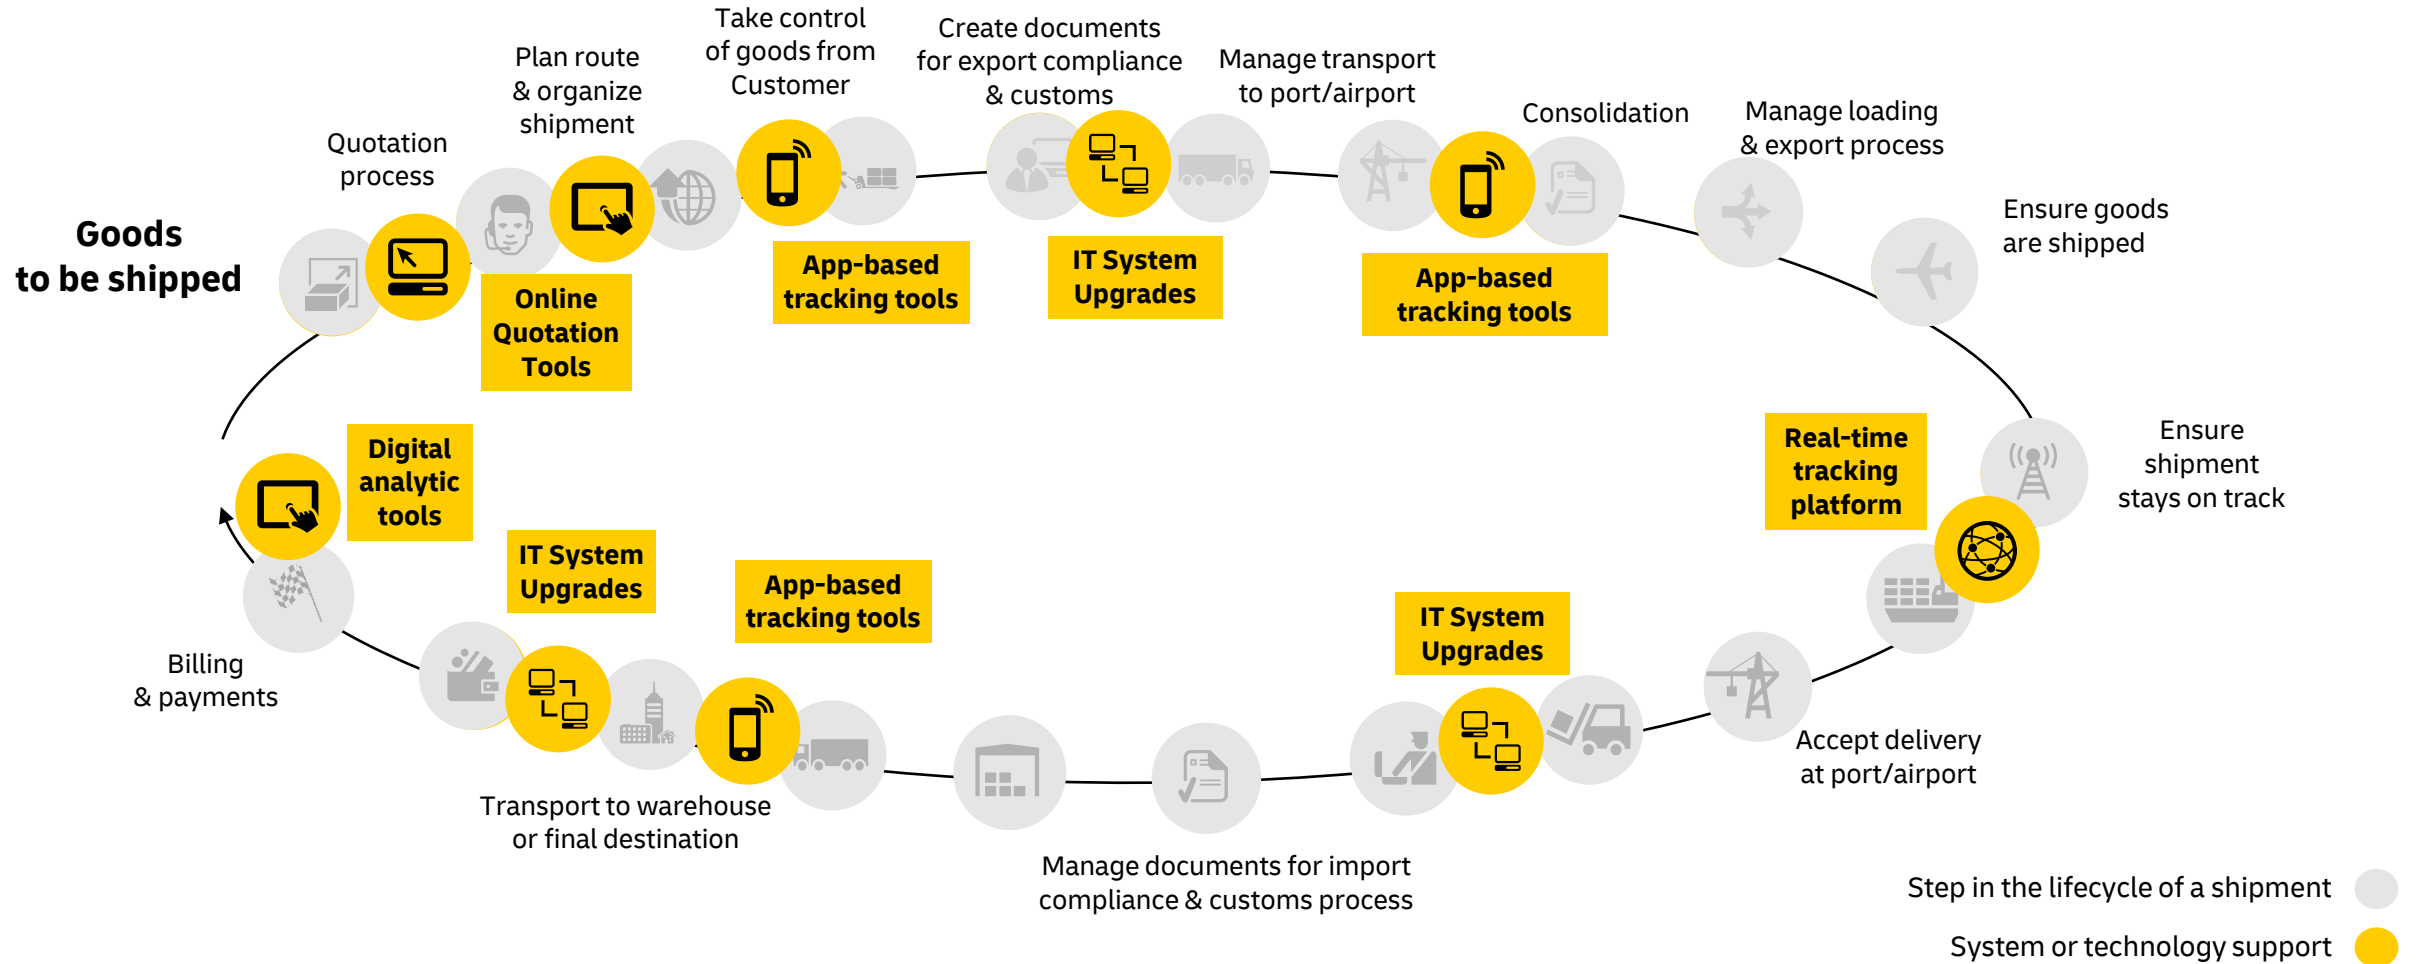 Goods
to be shipped
Quotation
process
Plan route
& organize
shipment
Take control
of goods from
Customer
Create documents
for export compliance
& customs
Manage transport
to port/airport
Consolidation
Manage loading
& export process
Ensure goods
are shipped
Online
Quotation
Tools
App-based
tracking tools
IT System
Upgrades
App-based
tracking tools
Real-time
tracking
platform
Ensure
shipment
stays on track
Digital
analytic
tools
IT System
Upgrades
App-based
tracking tools
IT System
Upgrades
Billing
& payments
Transport to warehouse
or final destination
Manage documents for import
compliance & customs process
Accept delivery
at port/airport
Step in the lifecycle of a shipment
System or technology support